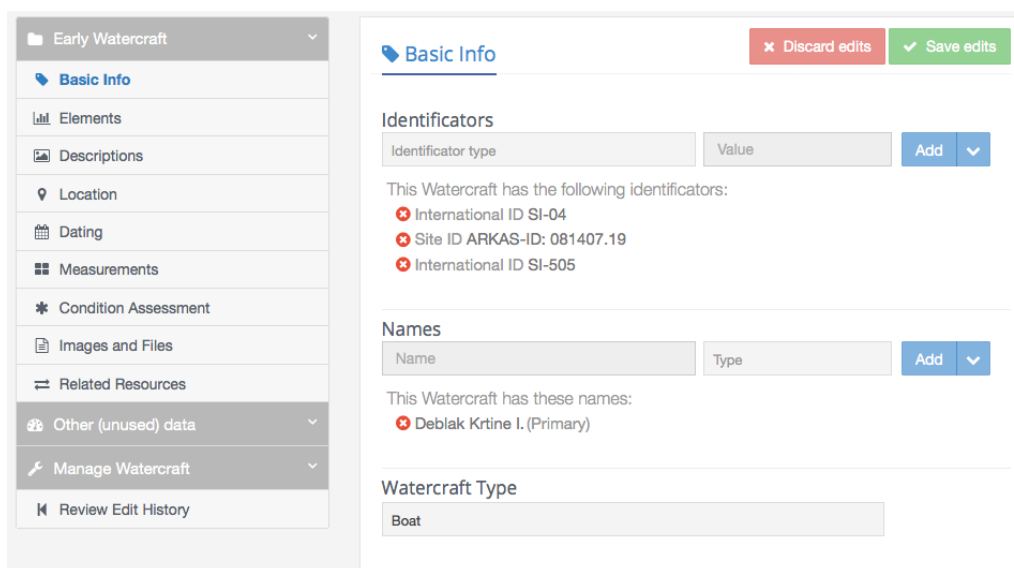 Early Watercraft
Basic Info
Elements
Descriptions
Location
Dating
Measurements
Condition Assessment
Images and Files
Related Resources
Other (unused) data
Manage Watercraft
Review Edit History
Basic Info
Discard edits
Save edits
Identificators
Identificator type
Value
Add
This Watercraft has the following identificators:
International ID SI-04
Site ID ARKAS-ID: 081407.19
International ID SI-505
Names
Name
Type
Add
This Watercraft has these names:
Deblak Krtine I. (Primary)
Watercraft Type
Boat